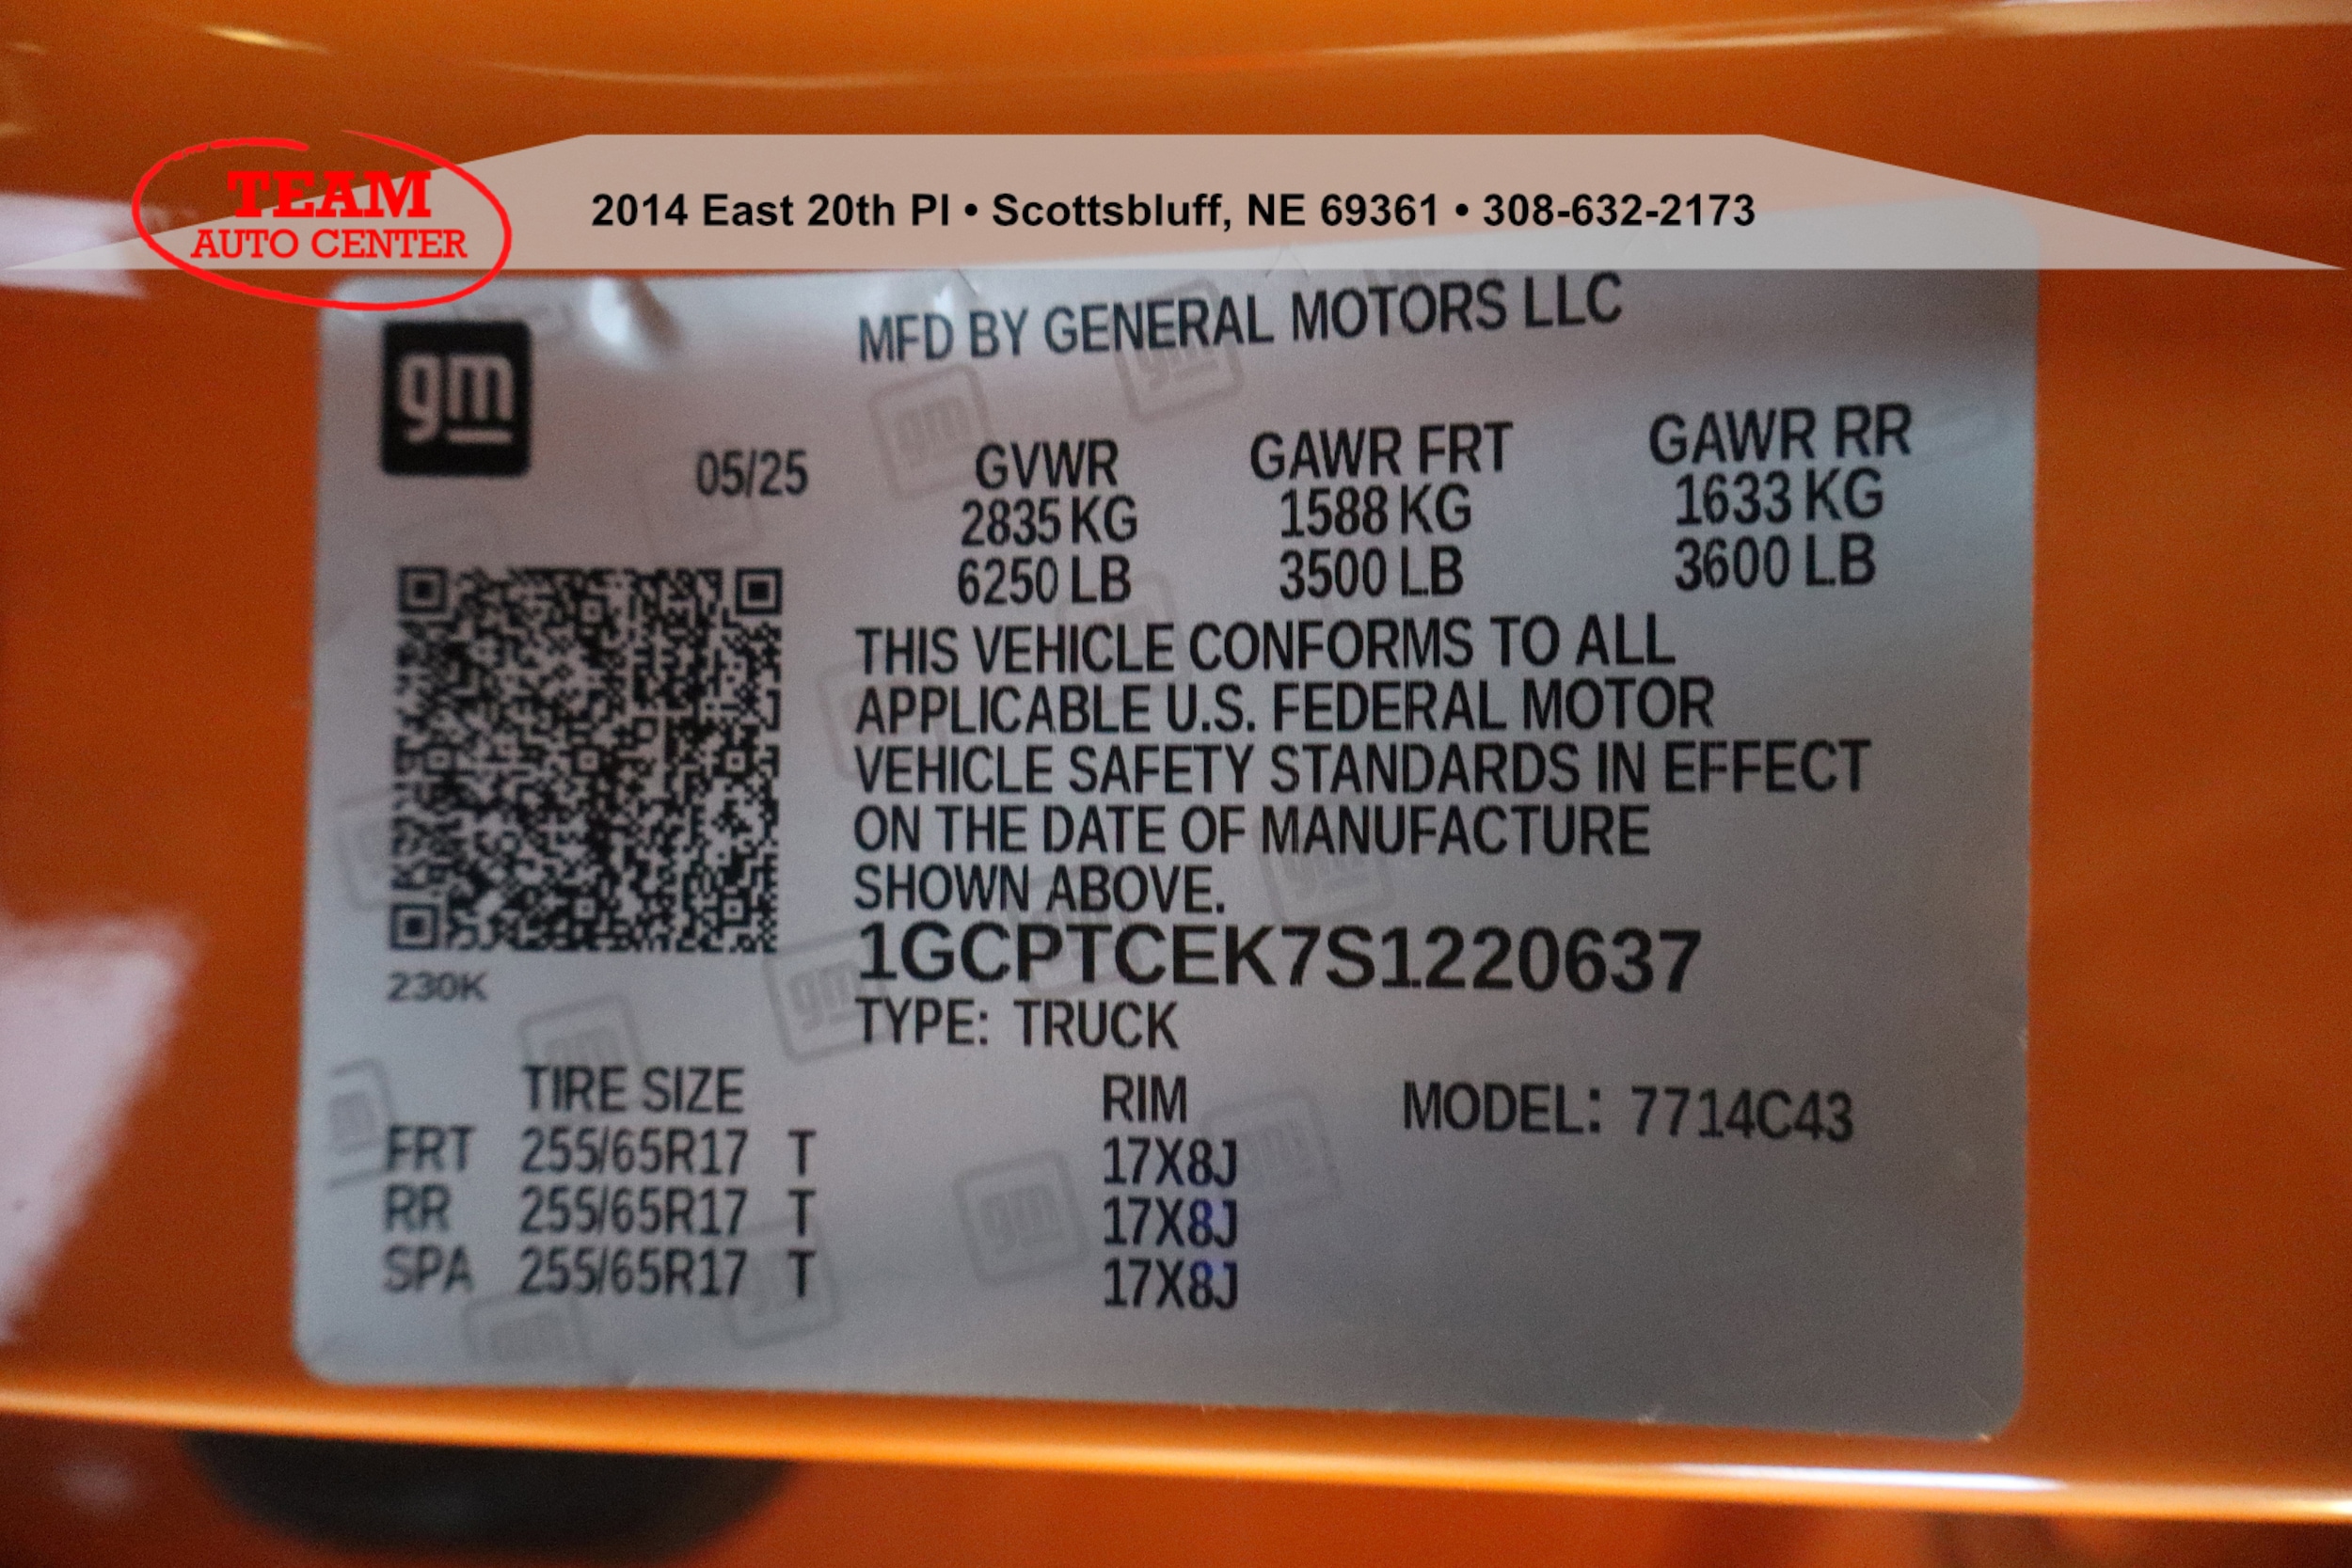 TEAM
AUTO CENTER
2014 East 20th Pl • Scottsbluff, NE 69361 • 308-632-2173
MFD BY GENERAL MOTORS LLC
gm
05/25
GVWR GAWR FRT GAWR RR
2835 KG 1588 KG 1633 KG
6250 LB 3500 LB 3600 LB
THIS VEHICLE CONFORMS TO ALL
APPLICABLE U.S. FEDERAL MOTOR
VEHICLE SAFETY STANDARDS IN EFFECT
ON THE DATE OF MANUFACTURE
SHOWN ABOVE.
1GCPTCEK7S1220637
230K
TYPE: TRUCK
TIRE SIZE RIM MODEL: 7714C43
FRT 255/65R17 T 17X8J
RR 255/65R17 T 17X8J
SPA 255/65R17 T 17X8J